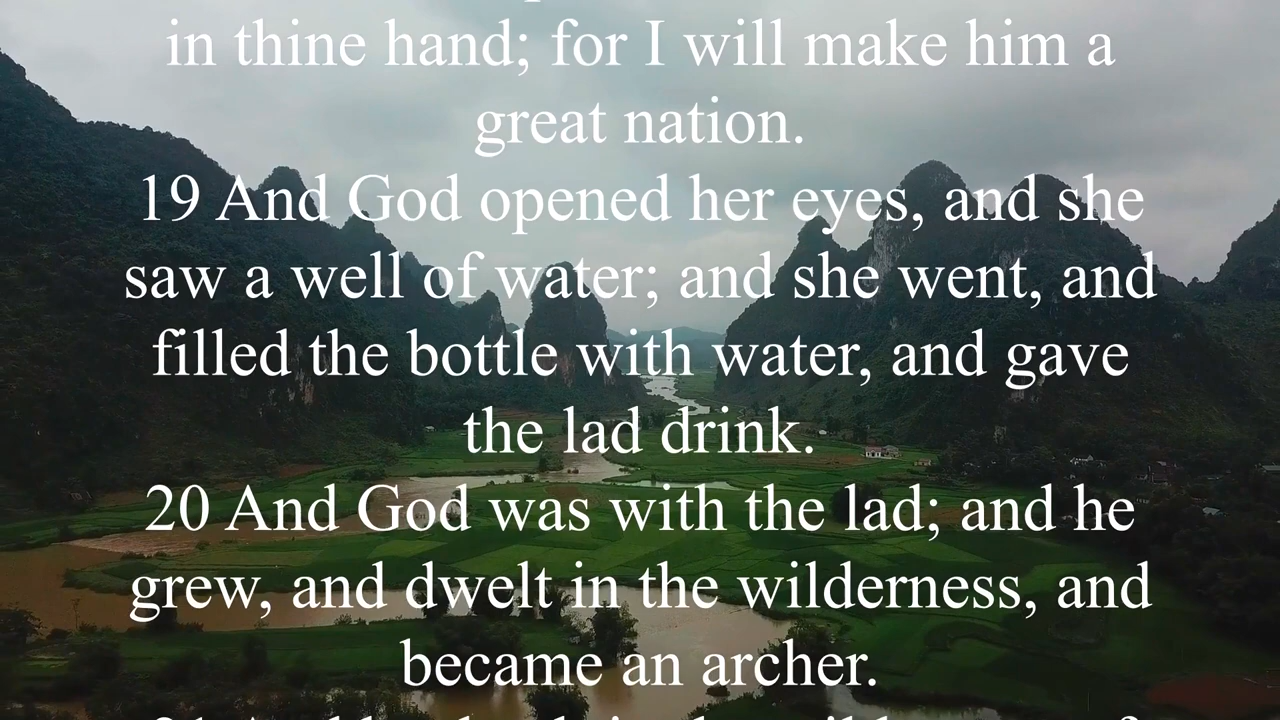 in thine hand; for I will make him a
great nation.
19 And God opened her eyes, and she
saw a well of water; and she went, and
filled the bottle with water, and gave
the lad drink.
20 And God was with the lad; and he
grew, and dwelt in the wilderness, and
became an archer.